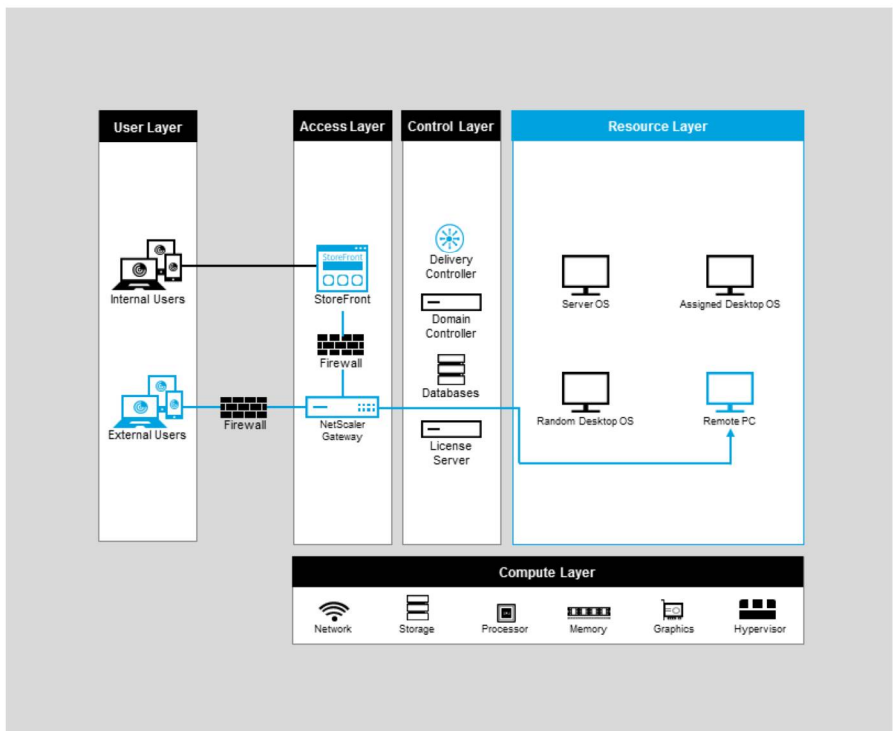 User Layer
Access Layer
Control Layer
Resource Layer
StoreFront
Internal Users
StoreFront
Delivery
Controller
Server OS
Assigned Desktop OS
Domain
Controller
Firewall
Databases
External Users
Firewall
NetScaler
Gateway
Random Desktop OS
Remote PC
License
Server
Compute Layer
Network
Storage
Processor
Memory
Graphics
Hypervisor